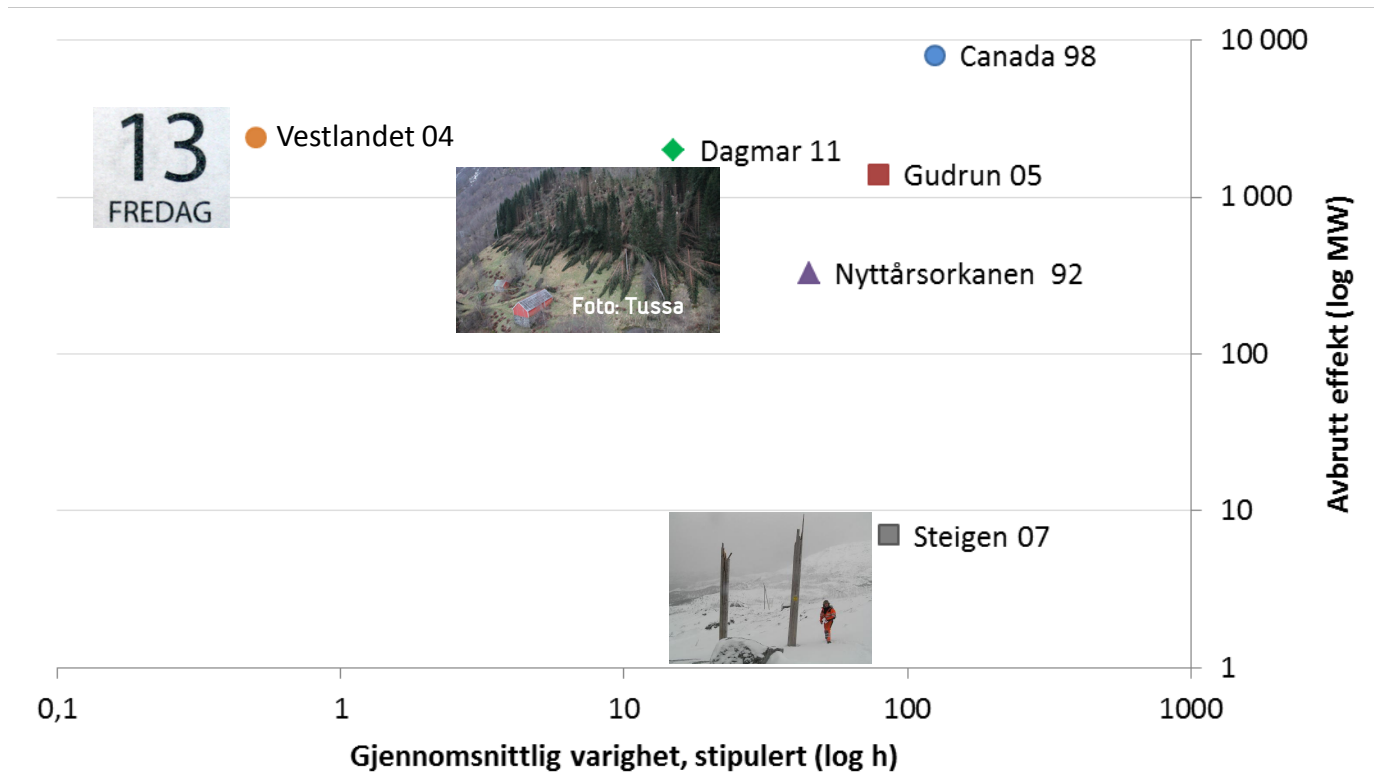 10 000
Canada 98
13
FREDAG
Vestlandet 04
Dagmar 11
Gudrun 05
1 000
Nyttårsorkanen 92
Foto: Tussa
100
Avbrutt effekt (log MW)
10
Steigen 07
1
0,1 1 10 100 1000
Gjennomsnittlig varighet, stipulert (log h)